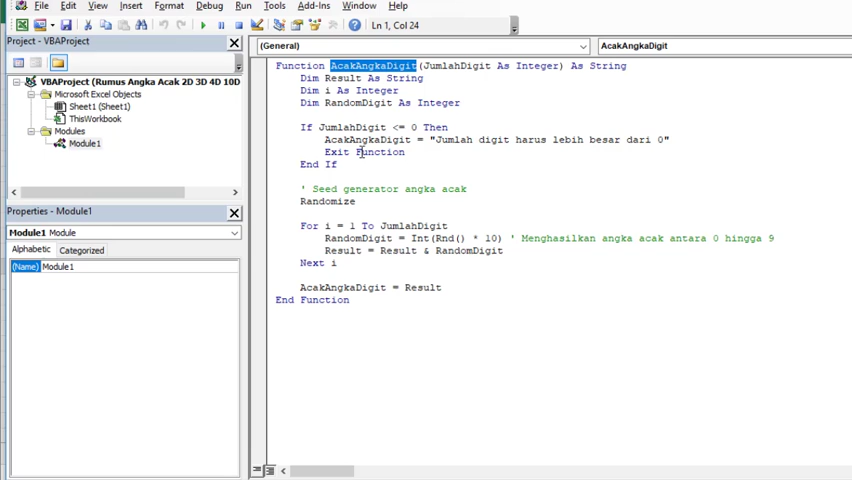 File Edit View Insert Format Debug Run Tools Add-Ins Window Help
Ln 1, Col 24
Project - VBAProject
VBAProject (Rumus Angka Acak 2D 3D 4D 10D
Microsoft Excel Objects
Sheet1 (Sheet1)
ThisWorkbook
Modules
Module1
Properties - Module1
Module1 Module
Alphabetic Categorized
(Name) Module1
(General)
AcakAngkaDigit
Function AcakAngkaDigit(JumlahDigit As Integer) As String
Dim Result As String
Dim i As Integer
Dim RandomDigit As Integer
If JumlahDigit <= 0 Then
AcakAngkaDigit = "Jumlah digit harus lebih besar dari 0"
Exit Function
End If
' Seed generator angka acak
Randomize
For i = 1 To JumlahDigit
RandomDigit = Int(Rnd() * 10) ' Menghasilkan angka acak antara 0 hingga 9
Result = Result & RandomDigit
Next i
AcakAngkaDigit = Result
End Function